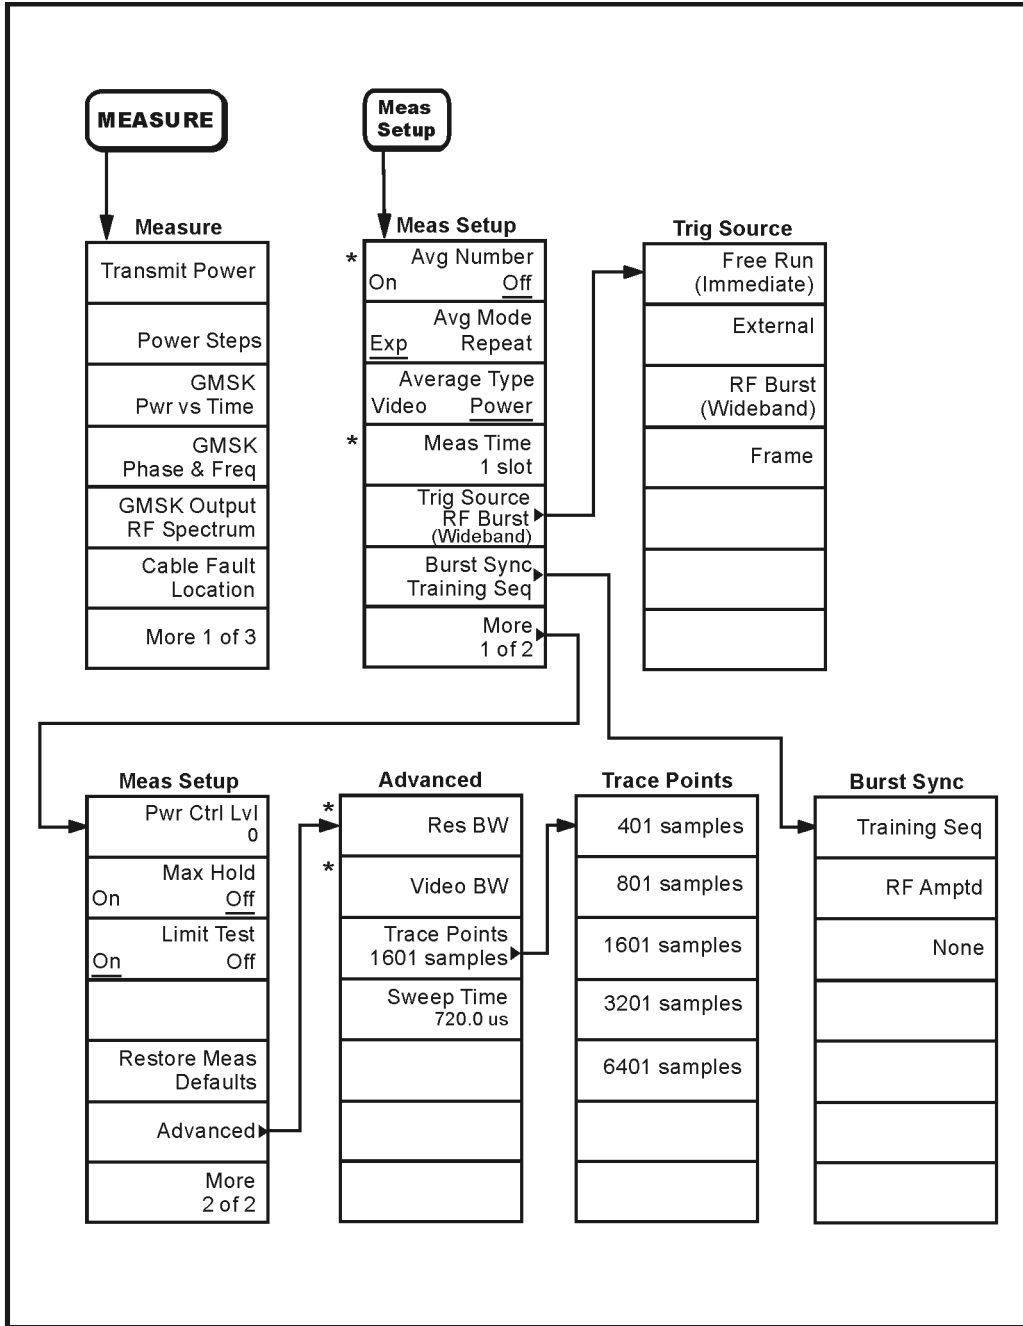 MEASURE
Meas
Setup
Measure
Transmit Power
Power Steps
GMSK
Pwr vs Time
GMSK
Phase & Freq
GMSK Output
RF Spectrum
Cable Fault
Location
More 1 of 3
Meas Setup
* Avg Number
On Off
Avg Mode
Exp Repeat
Average Type
Video Power
* Meas Time
1 slot
Trig Source
RF Burst
(Wideband)
Burst Sync
Training Seq
More
1 of 2
Trig Source
Free Run
(Immediate)
External
RF Burst
(Wideband)
Frame
Meas Setup
Pwr Ctrl Lvl
0
Max Hold
On Off
Limit Test
On Off
Restore Meas
Defaults
Advanced
More
2 of 2
Advanced
* Res BW
* Video BW
Trace Points
1601 samples
Sweep Time
720.0 us
Trace Points
401 samples
801 samples
1601 samples
3201 samples
6401 samples
Burst Sync
Training Seq
RF Amptd
None